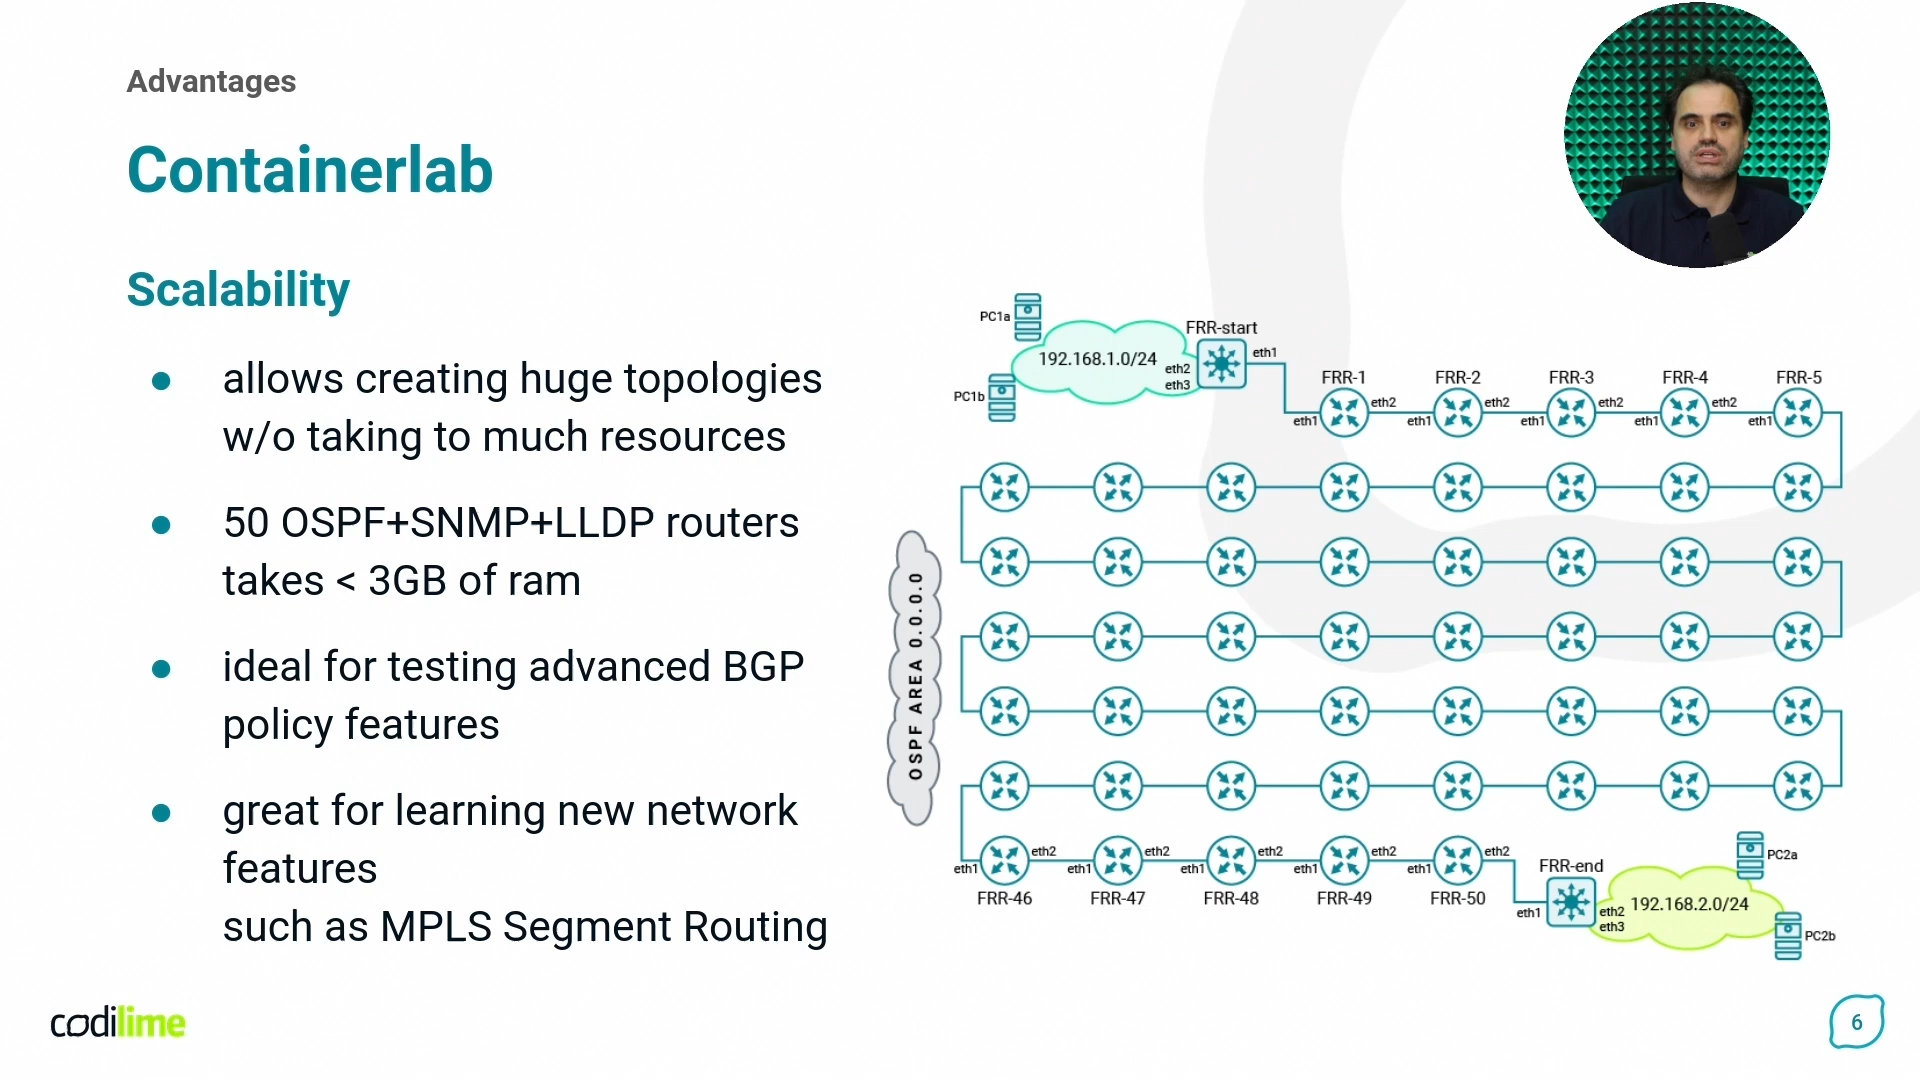 Advantages
Containerlab
Scalability
● allows creating huge topologies
w/o taking to much resources
● 50 OSPF+SNMP+LLDP routers
takes < 3GB of ram
● ideal for testing advanced BGP
policy features
● great for learning new network
features
such as MPLS Segment Routing
PC1a
PC1b
192.168.1.0/24
FRR-start
eth1
eth2
eth3
FRR-1 FRR-2 FRR-3 FRR-4 FRR-5
eth2 eth2 eth2 eth2
eth1 eth1 eth1 eth1 eth1
OSPF AREA 0.0.0.0
eth2 eth2 eth2 eth2 eth2
eth1 eth1 eth1 eth1 eth1
FRR-46 FRR-47 FRR-48 FRR-49 FRR-50
FRR-end
eth1
eth2
eth3
192.168.2.0/24
PC2a
PC2b
codilime
6